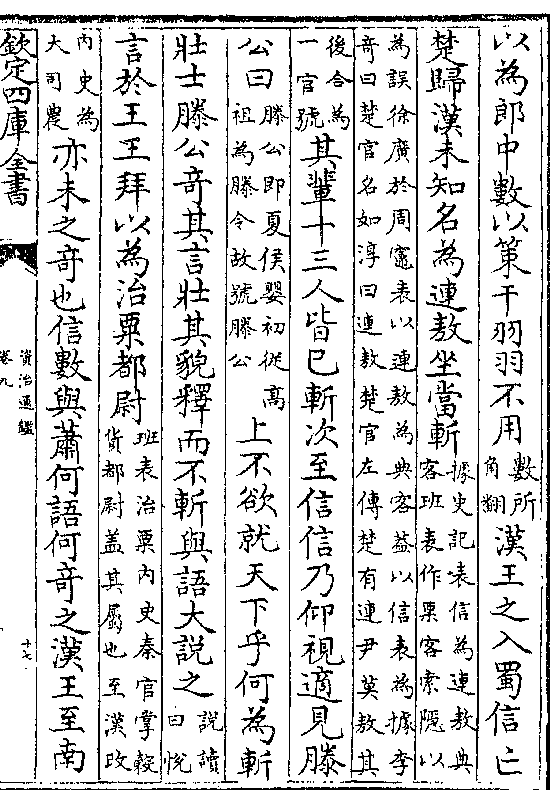 以為郎中數以策干羽羽不用數所角翻漢王之入蜀信亡
楚歸漢未知名為連敖坐當斬據史記表信為連敖典客班表作粟客索隱以
為誤徐廣於周竈表以連敖為典客葢以信表為據李竒曰楚官名如淳曰連敖楚官左傳楚有連尹莫敖其
後合為一官號其輩十三人皆已斬次至信信乃仰視適見滕
公曰滕公即夏侯嬰初從高祖為滕令故號滕公上不欲就天下乎何為斬
壯士滕公竒其言壯其貌釋而不斬與語大説之説讀曰悅
言於王王拜以為治粟都尉班表治粟内史秦官掌穀貨都尉盖其屬也至漢改
内史為大司農亦未之竒也信數與蕭何語何竒之漢王至南
欽定四庫全書
資治通鑑
卷九
十七